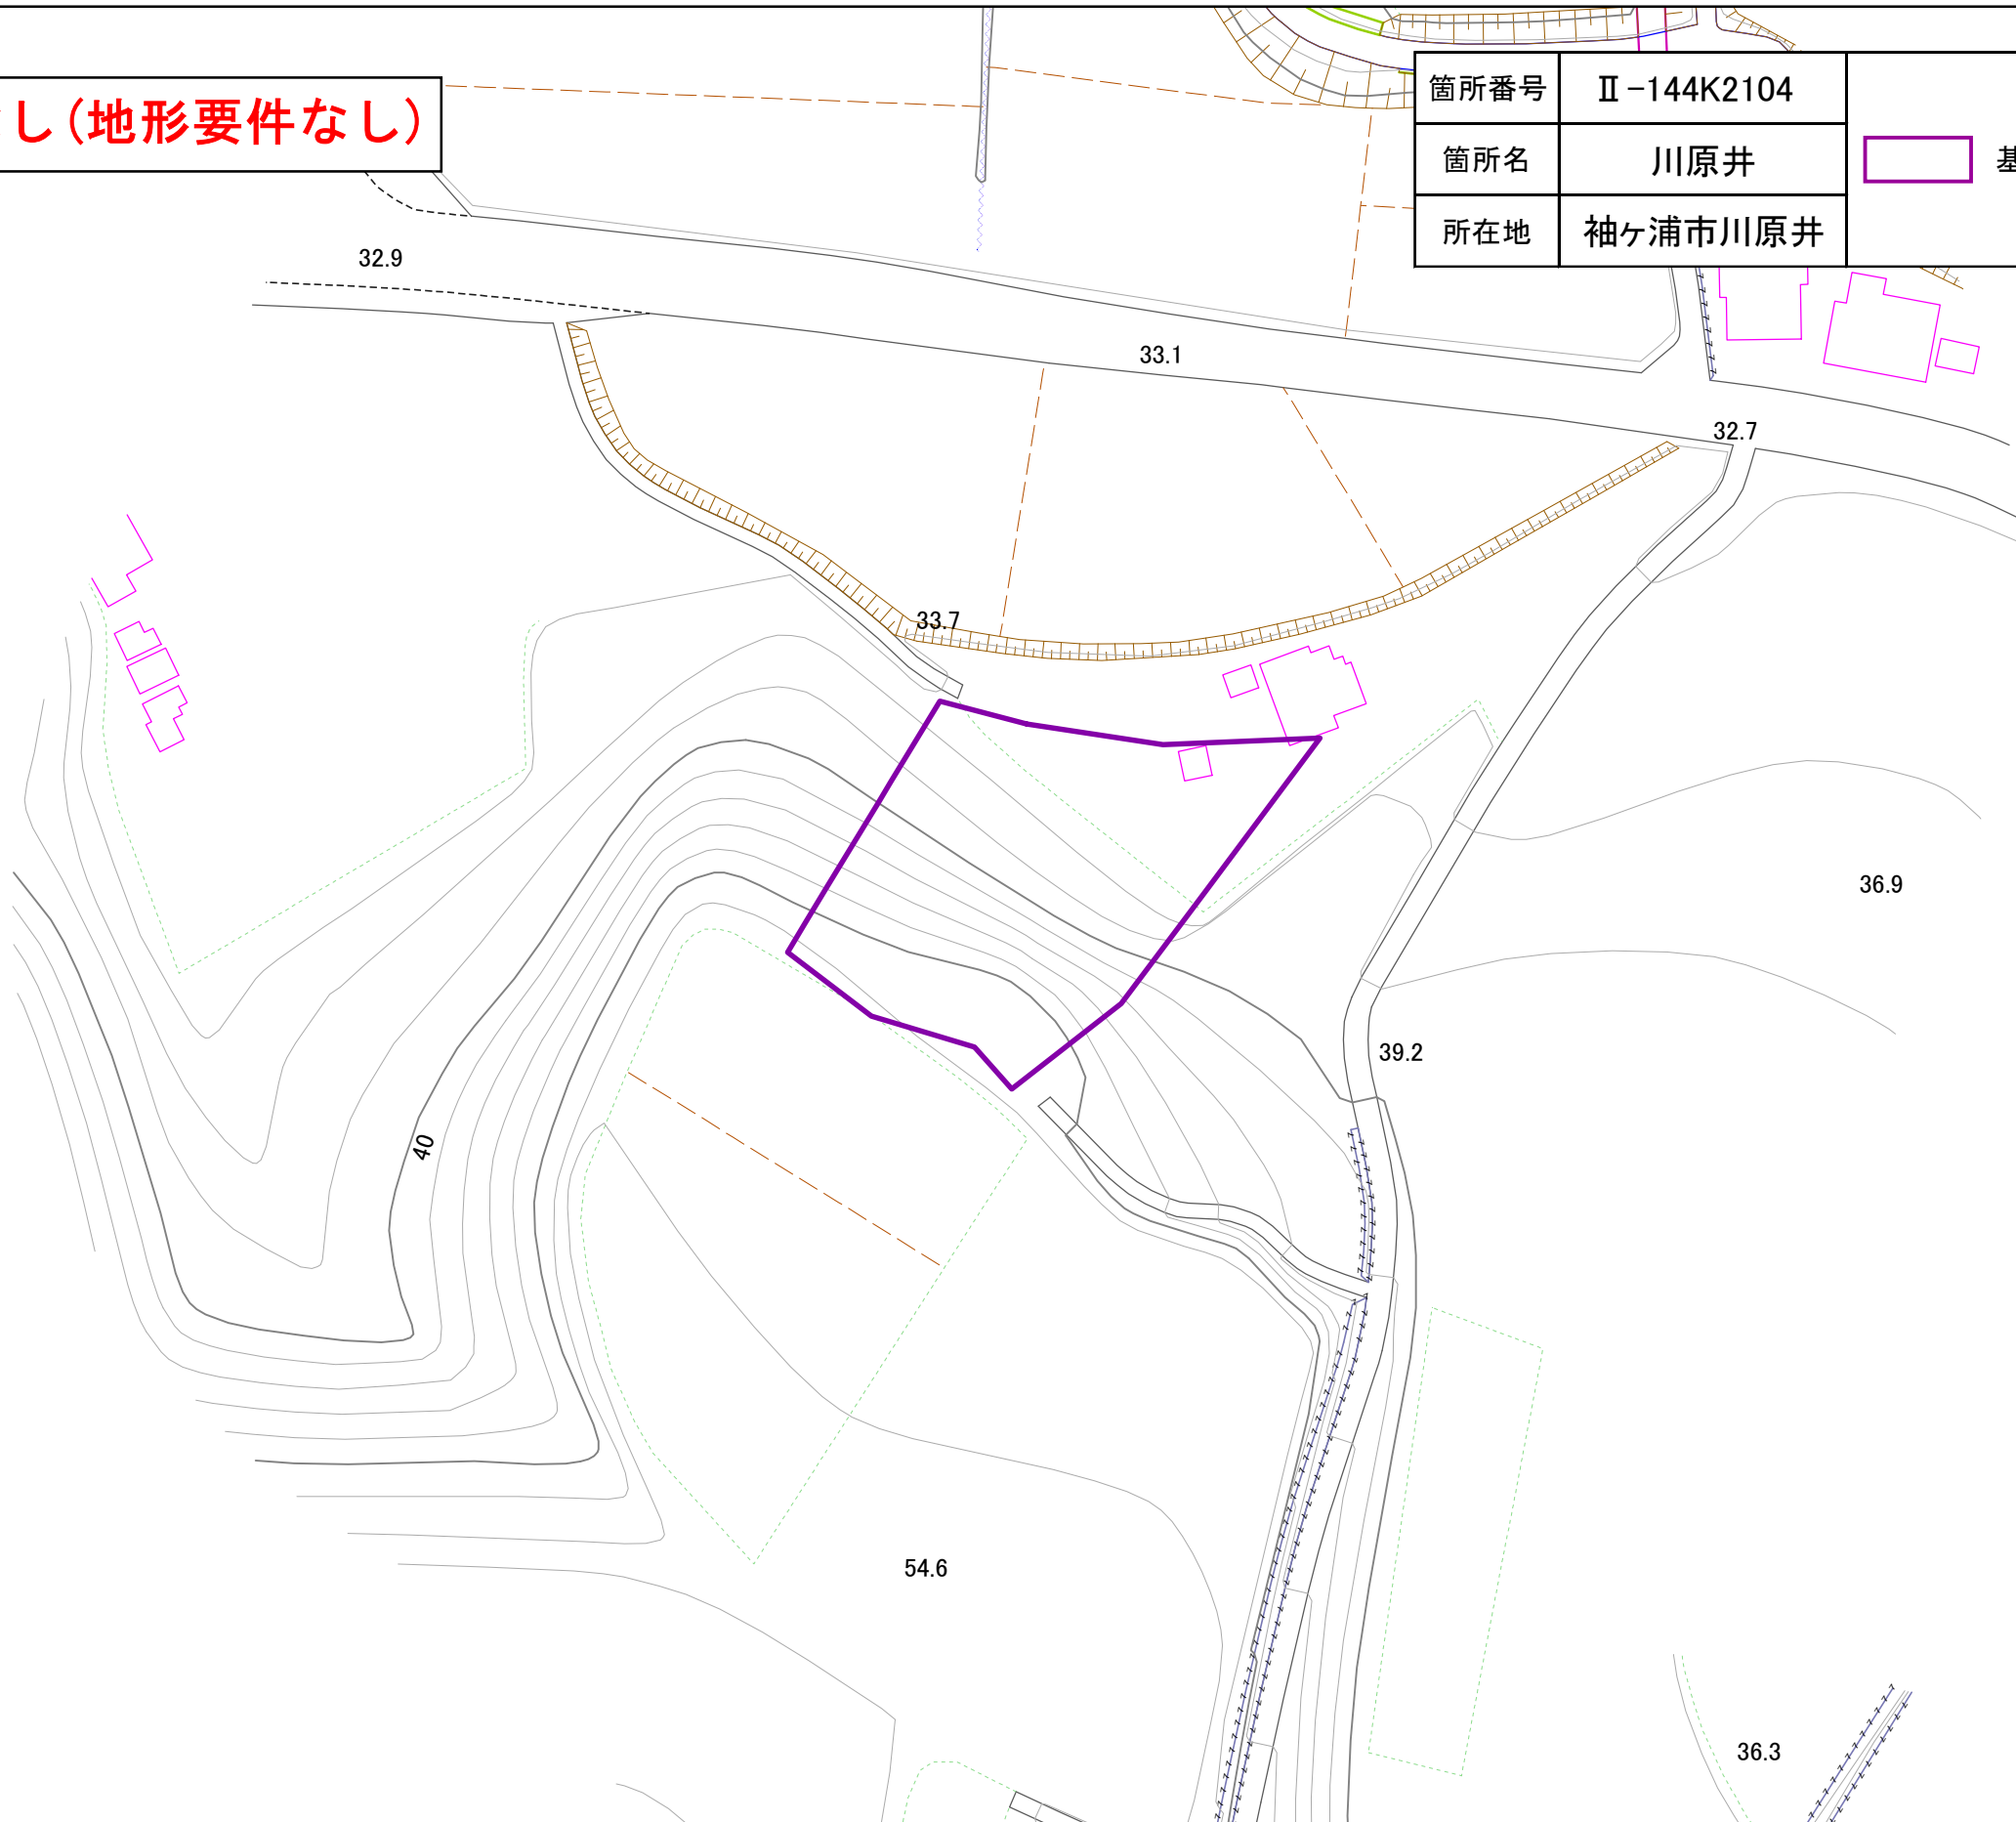 し(地形要件なし)
箇所番号 Ⅱ-144K2104
箇所名 川原井 基
所在地 袖ヶ浦市川原井
32.9
33.1
32.7
33.7
36.9
39.2
40
54.6
36.3